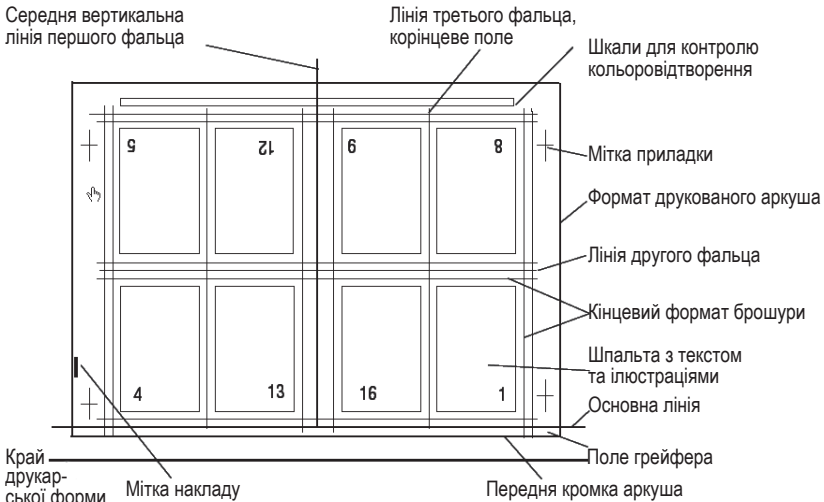 Середня вертикальна
лінія першого фальца
Лінія третього фальца,
корінцеве поле
Шкали для контролю
кольоровідтворення
5
12
9
8
Мітка приладки
Формат друкованого аркуша
Лінія другого фальца
Кінцевий формат брошури
Шпальта з текстом
та ілюстраціями
4
13
16
1
Основна лінія
Поле грейфера
Край
друкар-
ської форми
Мітка накладу
Передня кромка аркуша